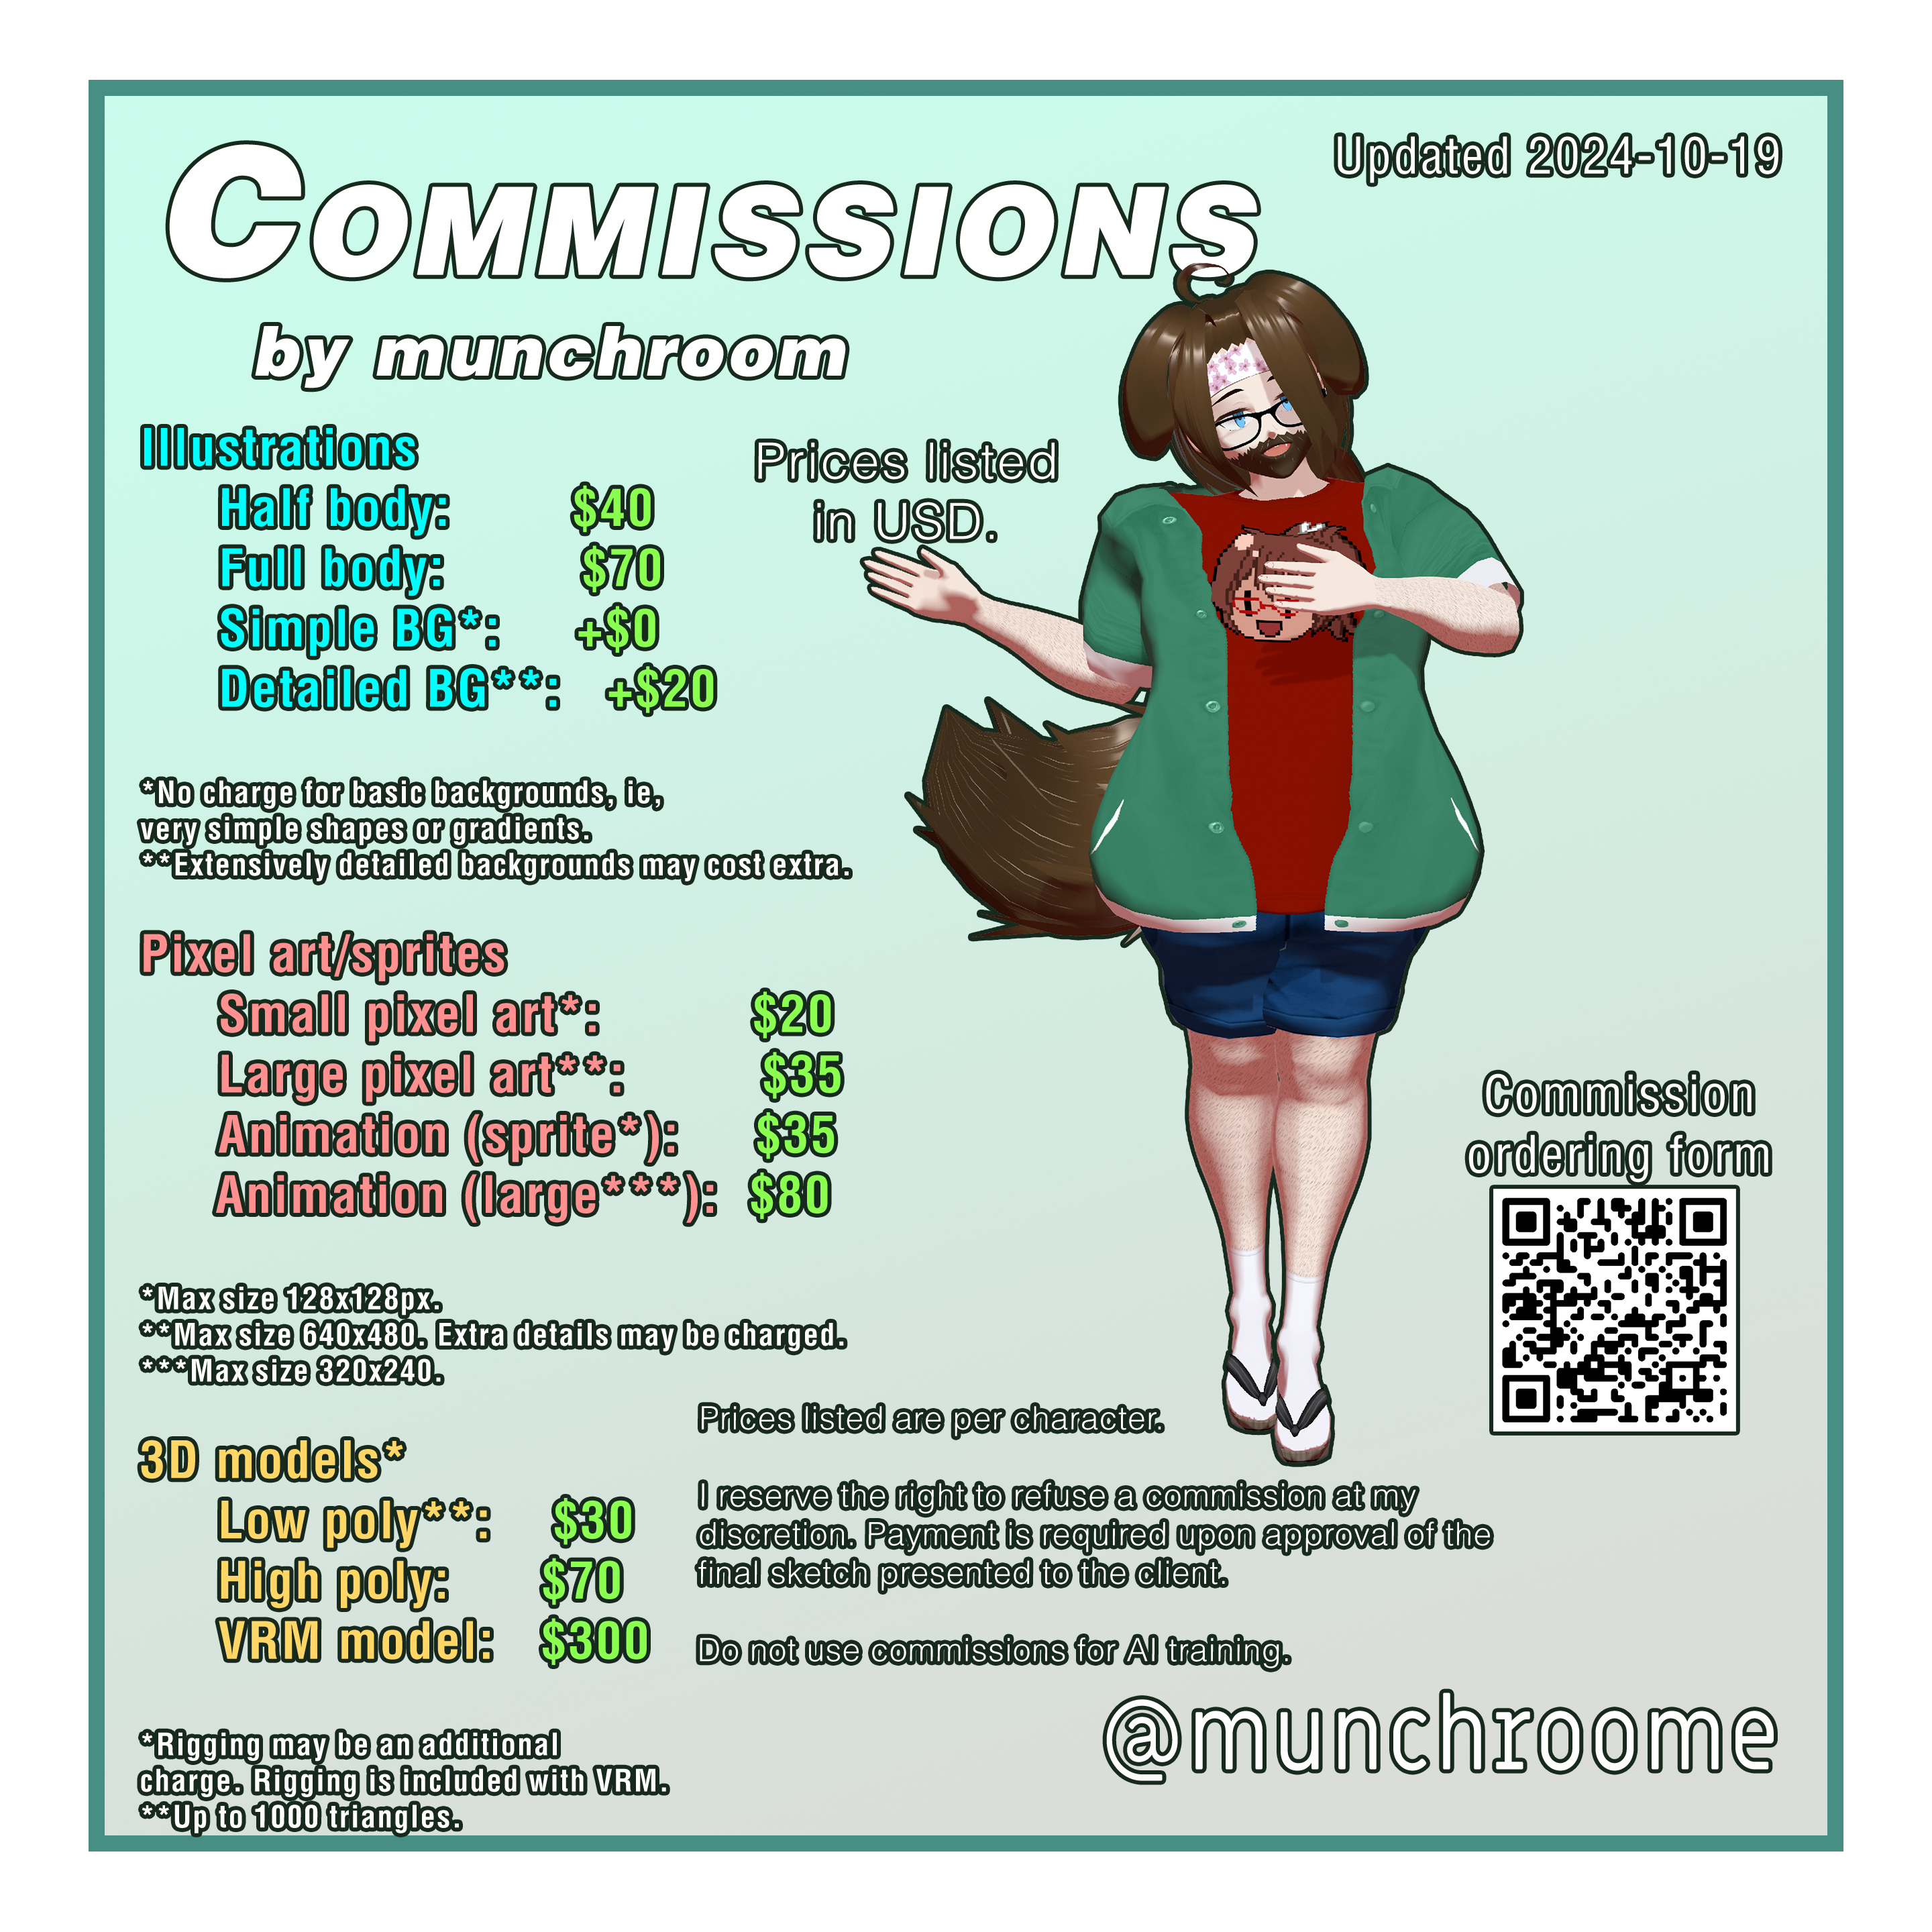 Commissions
Updated 2024-10-19
by munchroom
Illustrations
Half body: $40
Full body: $70
Simple BG*: +$0
Detailed BG**: +$20
Prices listed
in USD.
*No charge for basic backgrounds, ie,
very simple shapes or gradients.
**Extensively detailed backgrounds may cost extra.
Pixel art/sprites
Small pixel art*: $20
Large pixel art**: $35
Animation (sprite*): $35
Animation (large***): $80
*Max size 128x128px.
**Max size 640x480. Extra details may be charged.
***Max size 320x240.
Commission
ordering form
3D models*
Low poly**: $30
High poly: $70
VRM model: $300
*Rigging may be an additional
charge. Rigging is included with VRM.
**Up to 1000 triangles.
Prices listed are per character.
I reserve the right to refuse a commission at my
discretion. Payment is required upon approval of the
final sketch presented to the client.
Do not use commissions for AI training.
@munchroome